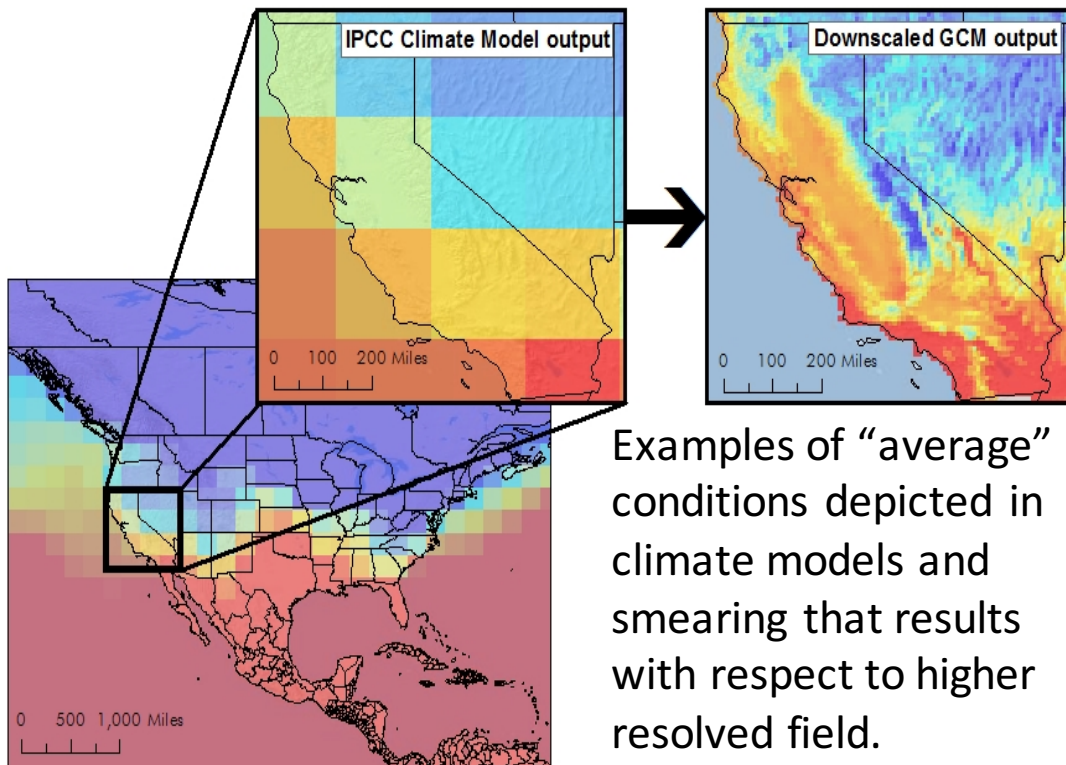 IPCC Climate Model output
Downscaled GCM output
0 100 200 Miles
0 100 200 Miles
Examples of “average”
conditions depicted in
climate models and
smearing that results
with respect to higher
resolved field.
0 500 1,000 Miles